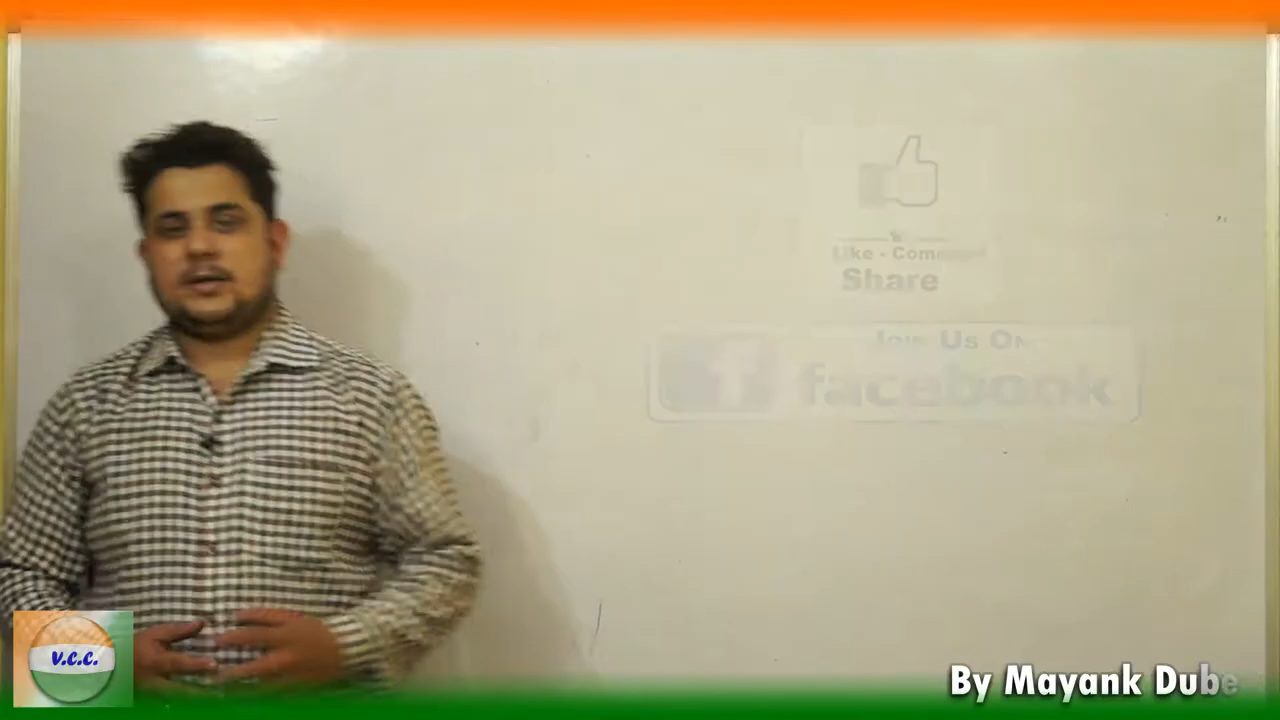 Like - Comment
Share
Join Us On
facebook
V.C.C.
By Mayank Dube